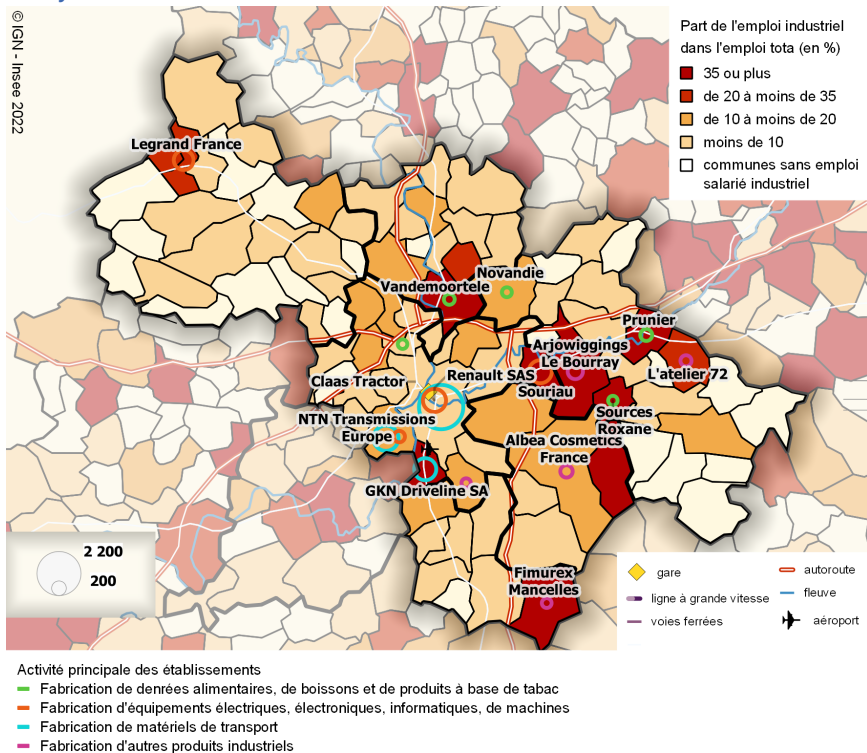 © IGN - Insee 2022
Part de l'emploi industriel
dans l'emploi tota (en %)
35 ou plus
de 20 à moins de 35
de 10 à moins de 20
moins de 10
communes sans emploi
salarié industriel
Legrand France
Vandemoortele
Novandie
Prunier
Arjowiggings
Le Bourray
L'atelier 72
Claas Tractor
Renault SAS
Souriau
Sources
Roxane
NTN Transmissions
Europe
Albea Cosmetics
France
GKN Driveline SA
Fimurex
Mancelles
2 200
200
gare
ligne à grande vitesse
voies ferrées
autoroute
fleuve
aéroport
Activité principale des établissements
Fabrication de denrées alimentaires, de boissons et de produits à base de tabac
Fabrication d'équipements électriques, électroniques, informatiques, de machines
Fabrication de matériels de transport
Fabrication d'autres produits industriels